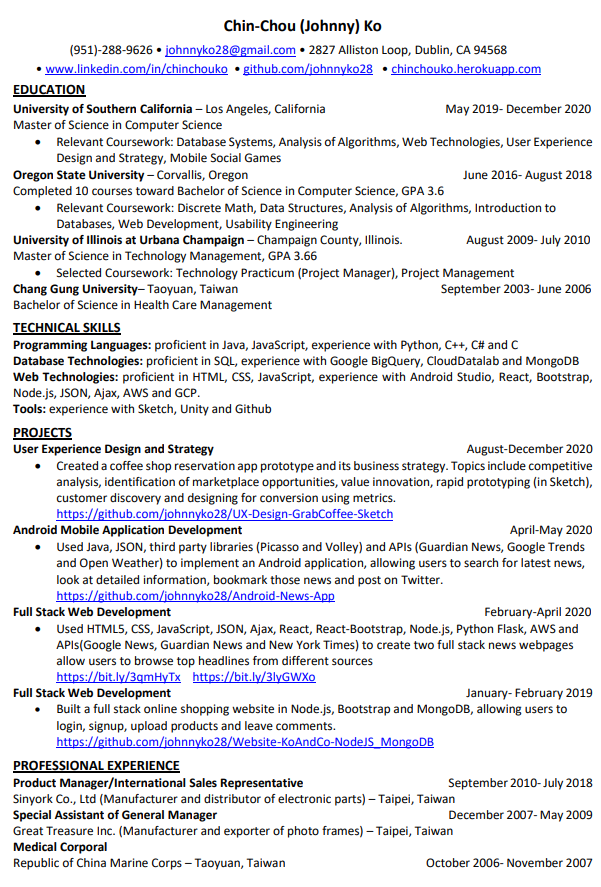 Chin-Chou (Johnny) Ko
(951)-288-9626 • johnnyko28@gmail.com • 2827 Alliston Loop, Dublin, CA 94568
• www.linkedin.com/in/chinchouko • github.com/johnnyko28 • chinchouko.herokuapp.com
EDUCATION
University of Southern California – Los Angeles, California May 2019- December 2020
Master of Science in Computer Science
• Relevant Coursework: Database Systems, Analysis of Algorithms, Web Technologies, User Experience
Design and Strategy, Mobile Social Games
Oregon State University – Corvallis, Oregon June 2016- August 2018
Completed 10 courses toward Bachelor of Science in Computer Science, GPA 3.6
• Relevant Coursework: Discrete Math, Data Structures, Analysis of Algorithms, Introduction to
Databases, Web Development, Usability Engineering
University of Illinois at Urbana Champaign – Champaign County, Illinois. August 2009- July 2010
Master of Science in Technology Management, GPA 3.66
• Selected Coursework: Technology Practicum (Project Manager), Project Management
Chang Gung University– Taoyuan, Taiwan September 2003- June 2006
Bachelor of Science in Health Care Management
TECHNICAL SKILLS
Programming Languages: proficient in Java, JavaScript, experience with Python, C++, C# and C
Database Technologies: proficient in SQL, experience with Google BigQuery, CloudDatalab and MongoDB
Web Technologies: proficient in HTML, CSS, JavaScript, experience with Android Studio, React, Bootstrap,
Node.js, JSON, Ajax, AWS and GCP.
Tools: experience with Sketch, Unity and Github
PROJECTS
User Experience Design and Strategy August-December 2020
• Created a coffee shop reservation app prototype and its business strategy. Topics include competitive
analysis, identification of marketplace opportunities, value innovation, rapid prototyping (in Sketch),
customer discovery and designing for conversion using metrics.
https://github.com/johnnyko28/UX-Design-GrabCoffee-Sketch
Android Mobile Application Development April-May 2020
• Used Java, JSON, third party libraries (Picasso and Volley) and APIs (Guardian News, Google Trends
and Open Weather) to implement an Android application, allowing users to search for latest news,
look at detailed information, bookmark those news and post on Twitter.
https://github.com/johnnyko28/Android-News-App
Full Stack Web Development February-April 2020
• Used HTML5, CSS, JavaScript, JSON, Ajax, React, React-Bootstrap, Node.js, Python Flask, AWS and
APIs(Google News, Guardian News and New York Times) to create two full stack news webpages
allow users to browse top headlines from different sources
https://bit.ly/3qmHyTx https://bit.ly/3lyGWXo
Full Stack Web Development January- February 2019
• Built a full stack online shopping website in Node.js, Bootstrap and MongoDB, allowing users to
login, signup, upload products and leave comments.
https://github.com/johnnyko28/Website-KoAndCo-NodeJS_MongoDB
PROFESSIONAL EXPERIENCE
Product Manager/International Sales Representative September 2010- July 2018
Sinyork Co., Ltd (Manufacturer and distributor of electronic parts) – Taipei, Taiwan
Special Assistant of General Manager December 2007- May 2009
Great Treasure Inc. (Manufacturer and exporter of photo frames) – Taipei, Taiwan
Medical Corporal
Republic of China Marine Corps – Taoyuan, Taiwan October 2006- November 2007